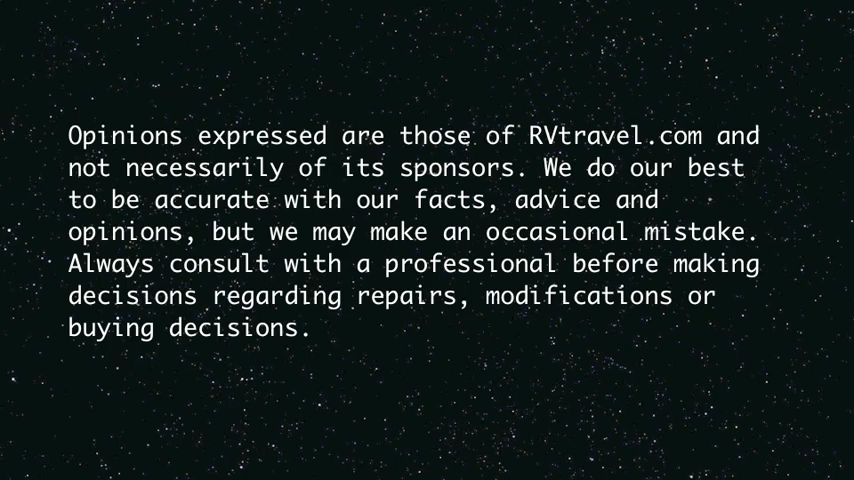 Opinions expressed are those of RVtravel.com and
not necessarily of its sponsors. We do our best
to be accurate with our facts, advice and
opinions, but we may make an occasional mistake.
Always consult with a professional before making
decisions regarding repairs, modifications or
buying decisions.